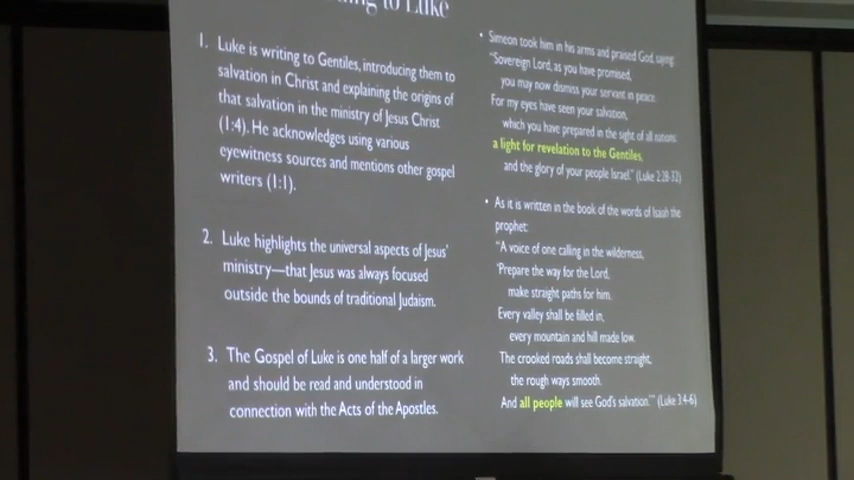 to Luke
1. Luke is writing to Gentiles, introducing them to
salvation in Christ and explaining the origins of
that salvation in the ministry of Jesus Christ
(1:4). He acknowledges using various
eyewitness sources and mentions other gospel
writers (1:1).
2. Luke highlights the universal aspects of Jesus'
ministry—that Jesus was always focused
outside the bounds of traditional Judaism.
3. The Gospel of Luke is one half of a larger work
and should be read and understood in
connection with the Acts of the Apostles.
• Simeon took him in his arms and praised God, saying:
"Sovereign Lord, as you have promised,
you may now dismiss your servant in peace.
For my eyes have seen your salvation,
which you have prepared in the sight of all nations:
a light for revelation to the Gentiles,
and the glory of your people Israel." (Luke 2:28-32)
• As it is written in the book of the words of Isaiah the
prophet:
"A voice of one calling in the wilderness,
'Prepare the way for the Lord,
make straight paths for him.
Every valley shall be filled in,
every mountain and hill made low.
The crooked roads shall become straight,
the rough ways smooth.
And all people will see God's salvation.'" (Luke 3:4-6)